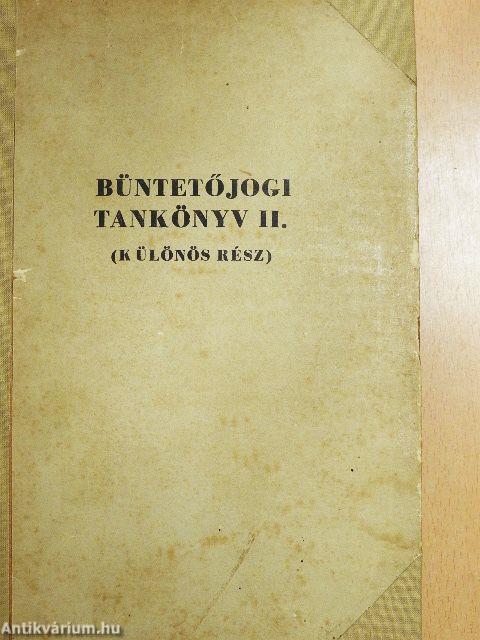 BÜNTETŐJOGI
TANKÖNYV II.
(KÜLÖNÖS RÉSZ)
Antikvárium.hu